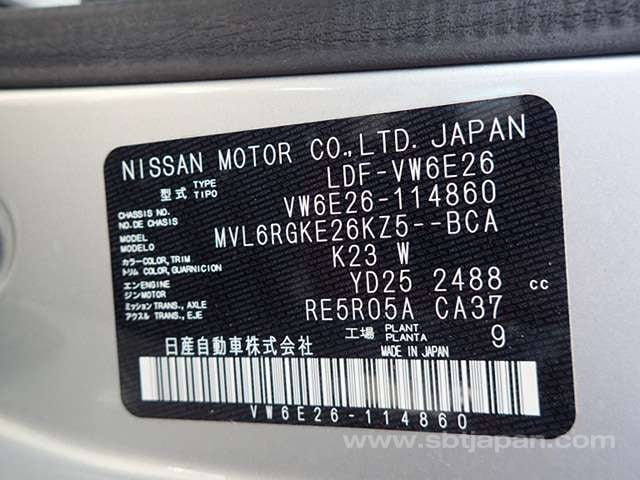 NISSAN MOTOR CO.,LTD. JAPAN
型式 TYPE TIPO LDF-VW6E26
CHASSIS NO. NO. DE CHASSIS VW6E26-114860
MODEL MODELO MVL6RGKE26KZ5--BCA
カラー COLOR, TRIM トリム COLOR, GUARNICION K23 W
エンジン ENGINE MOTOR YD25 2488 cc
ミッション TRANS., AXLE アクスル TRANS., EJE RE5R05A CA37
工場 PLANT PLANTA 9
日産自動車株式会社 MADE IN JAPAN
VW6E26-114860
www.sbtjapan.com